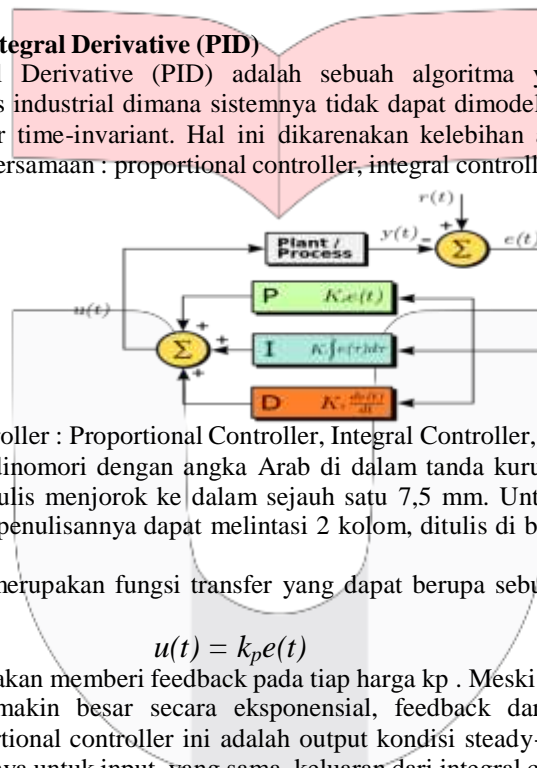 ntegral Derivative (PID)
l Derivative (PID) adalah sebuah algoritma y
s industrial dimana sistemnya tidak dapat dimodel
r time-invariant. Hal ini dikarenakan kelebihan a
ersamaan : proportional controller, integral controll
r(t)
Plant / Process
y(t)
+
−
Σ
e(t)
u(t)
P
I
D
Σ
+
+
+
roller : Proportional Controller, Integral Controller,
dinomori dengan angka Arab di dalam tanda kuru
ulis menjorok ke dalam sejauh satu 7,5 mm. Unt
penulisannya dapat melintasi 2 kolom, ditulis di b
merupakan fungsi transfer yang dapat berupa sebu
u(t) = kₚe(t)
akan memberi feedback pada tiap harga kp . Meski
makin besar secara eksponensial, feedback dar
rtional controller ini adalah output kondisi steady-
ya untuk input yang sama, keluaran dari integral c